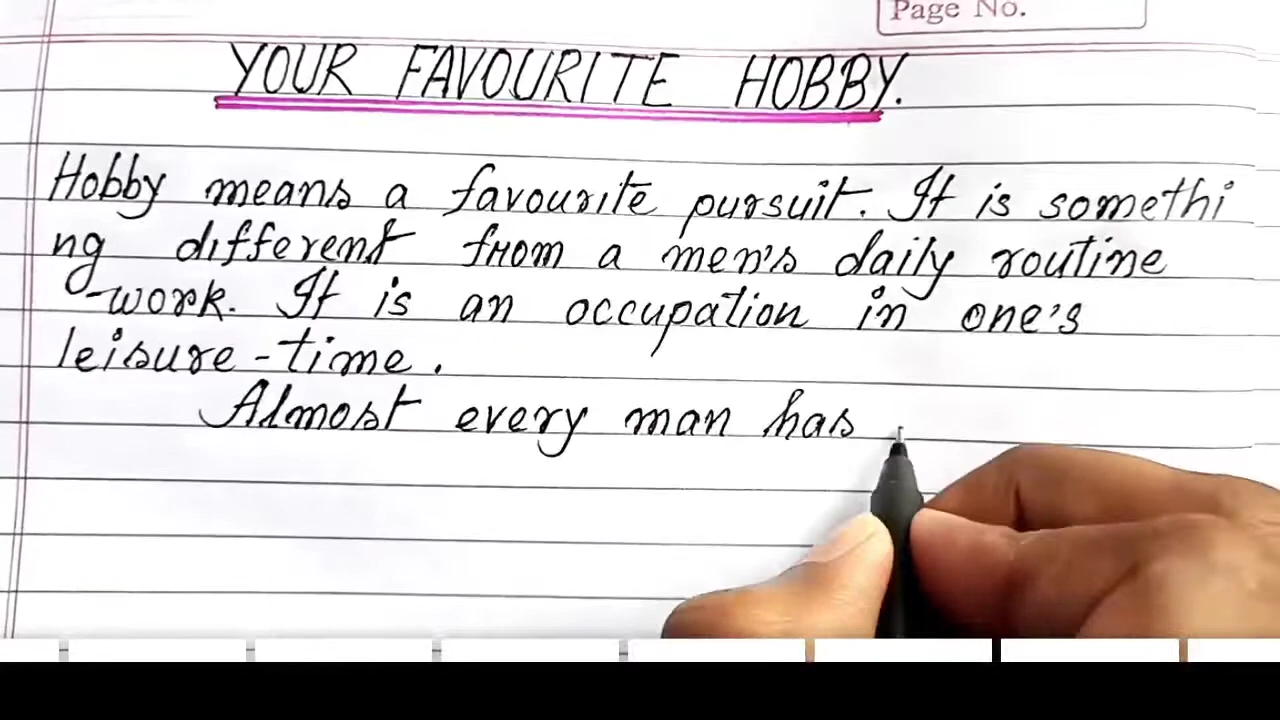 Page No.
YOUR FAVOURITE HOBBY.
Hobby means a favourite pursuit. It is somethi
ng different from a men's daily routine
-work. It is an occupation in one's
leisure-time.
Almost every man has